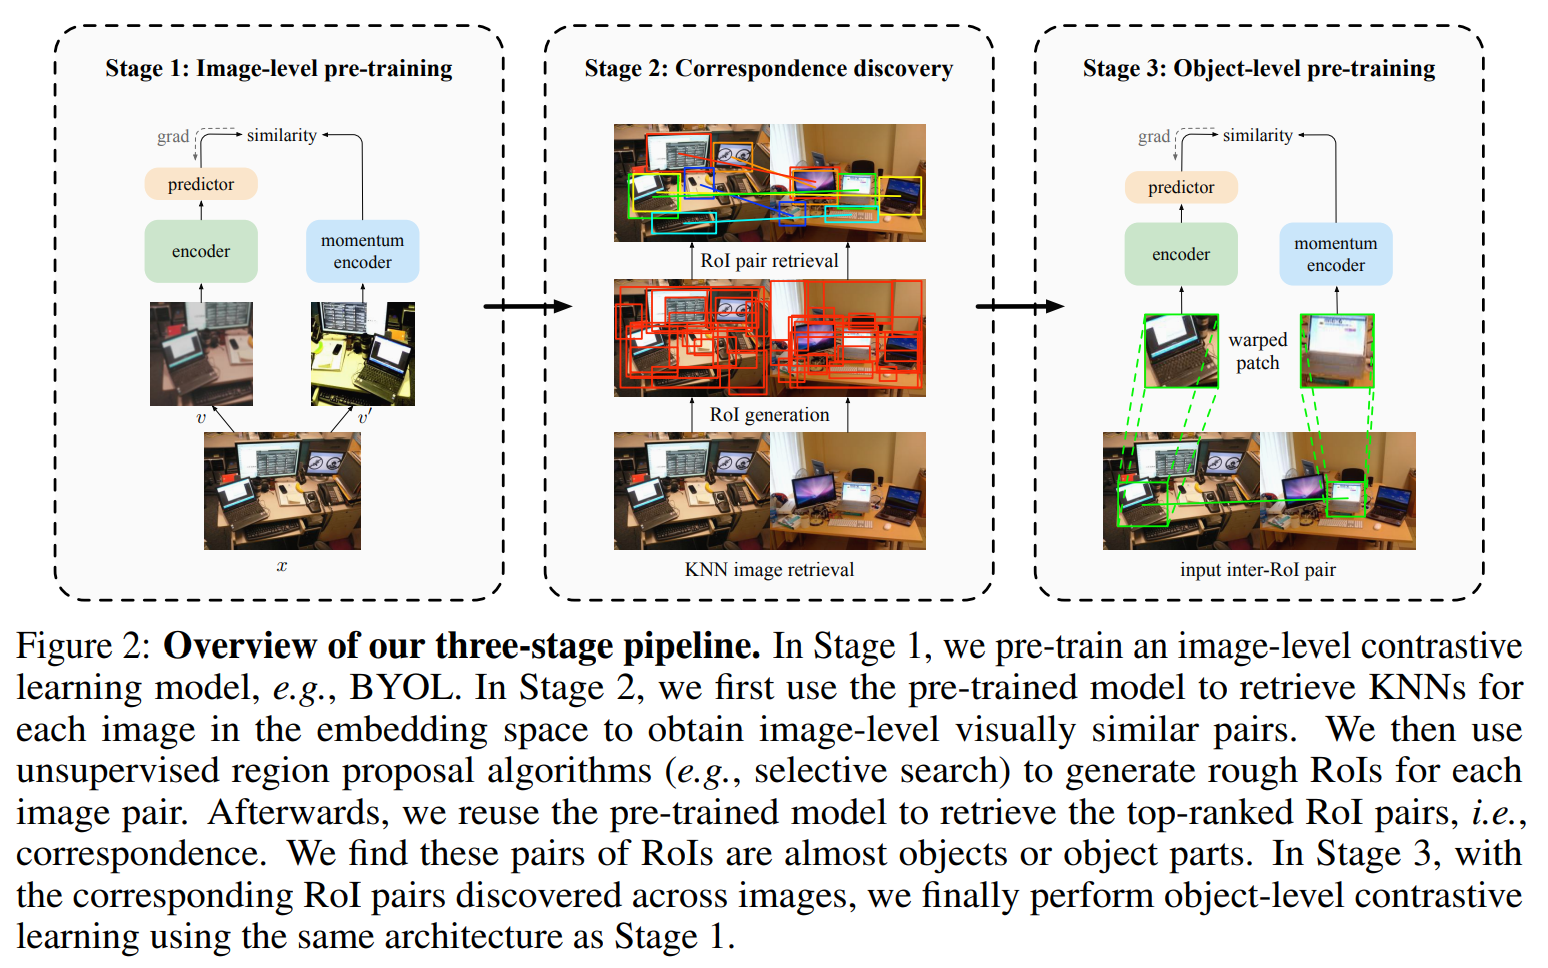 Stage 1: Image-level pre-training
grad
similarity
predictor
encoder
momentum
encoder
v
v′
x
Stage 2: Correspondence discovery
RoI pair retrieval
RoI generation
KNN image retrieval
Stage 3: Object-level pre-training
grad
similarity
predictor
encoder
momentum
encoder
warped
patch
input inter-RoI pair
Figure 2: Overview of our three-stage pipeline. In Stage 1, we pre-train an image-level contrastive
learning model, e.g., BYOL. In Stage 2, we first use the pre-trained model to retrieve KNNs for
each image in the embedding space to obtain image-level visually similar pairs. We then use
unsupervised region proposal algorithms (e.g., selective search) to generate rough RoIs for each
image pair. Afterwards, we reuse the pre-trained model to retrieve the top-ranked RoI pairs, i.e.,
correspondence. We find these pairs of RoIs are almost objects or object parts. In Stage 3, with
the corresponding RoI pairs discovered across images, we finally perform object-level contrastive
learning using the same architecture as Stage 1.